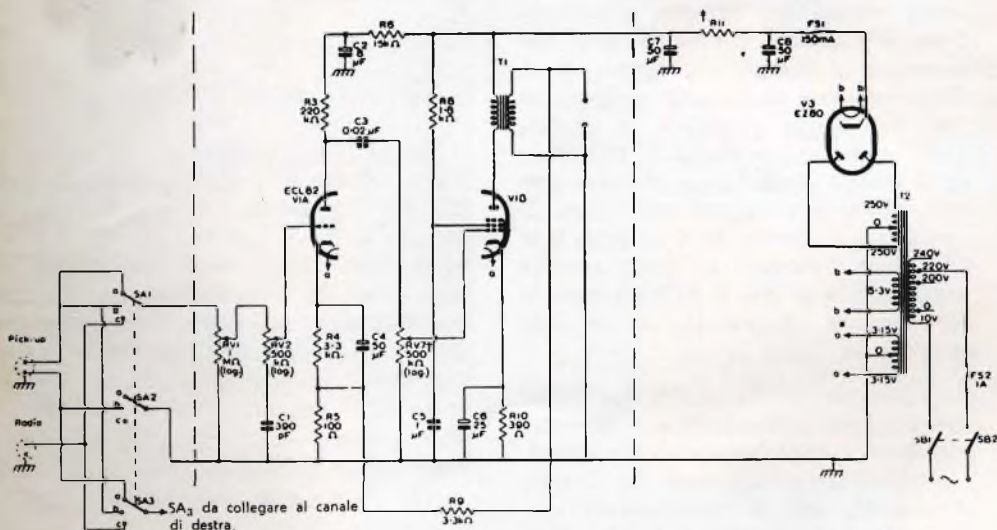 R6
15kΩ
C2
8
μF
R3
220
kΩ
C3
0·02μF
R8
1·8
kΩ
T1
C7
50
μF
R11
C8
50
μF
FS1
150mA
b b
V3
EZ80
ECL82
V1A
V1B
a
a
T2
250V
0
250V
240V
220V
200V
0
10V
b
6·3V
b
a
3·15V
0
a
3·15V
FS2
1A
SB1
SB2
Pick-up
Radio
a
b
c
SA1
a
b
c
SA2
a
b
c
SA3
RV1
1
MΩ
(log.)
RV2
500
kΩ
(log.)
C1
390
pF
R4
3·3
kΩ
R5
100
Ω
C4
50
μF
RV7†
500
kΩ
(log.)
C5
1
μF
C6
25
μF
R10
390
Ω
R9
3·3kΩ
SA₃ da collegare al canale
di destra.